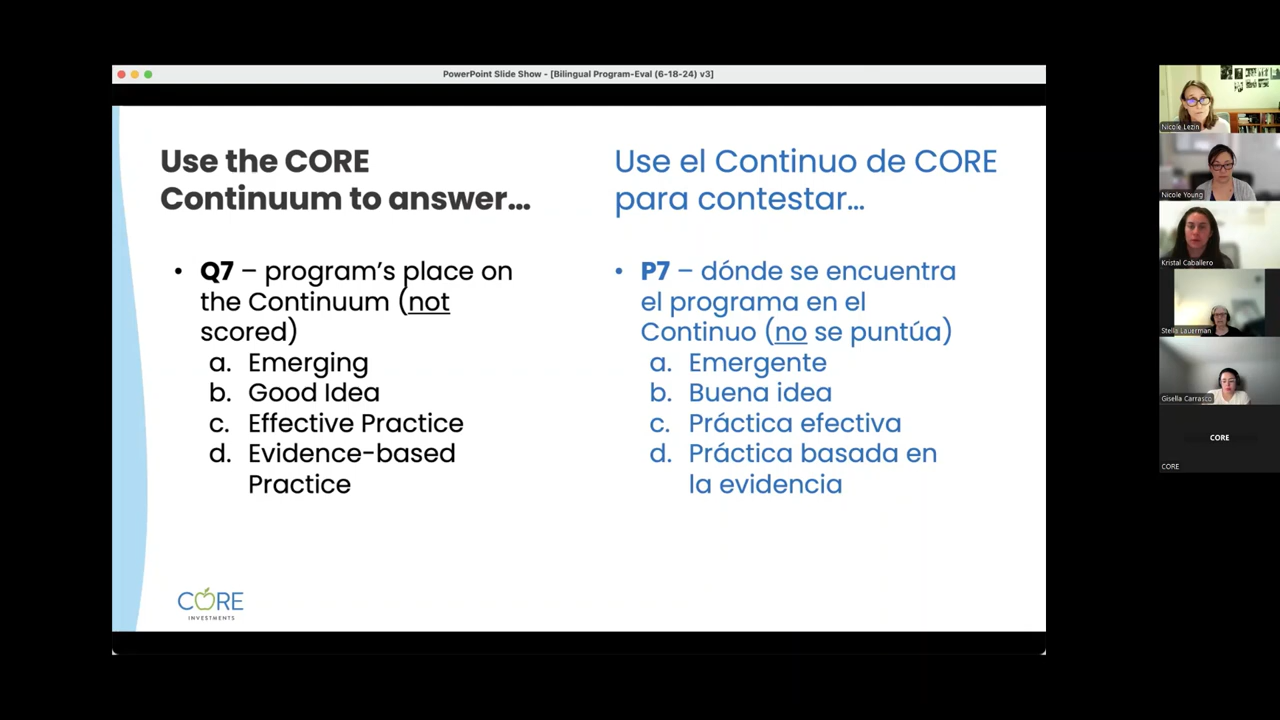 PowerPoint Slide Show - [Bilingual Program-Eval (6-18-24) v3]
Use the CORE
Continuum to answer...
• Q7 – program's place on
the Continuum (not
scored)
a. Emerging
b. Good Idea
c. Effective Practice
d. Evidence-based
Practice
Use el Continuo de CORE
para contestar...
• P7 – dónde se encuentra
el programa en el
Continuo (no se puntúa)
a. Emergente
b. Buena idea
c. Práctica efectiva
d. Práctica basada en
la evidencia
CORE
INVESTMENTS
Nicole Lezin
Nicole Young
Kristal Caballero
Stella Lauerman
Gisella Carrasco
CORE
CORE